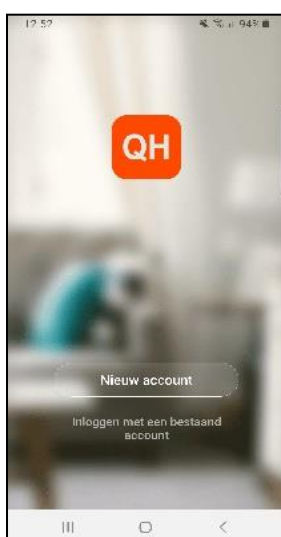 12:52
94%
QH
Nieuw account
Inloggen met een bestaand
account